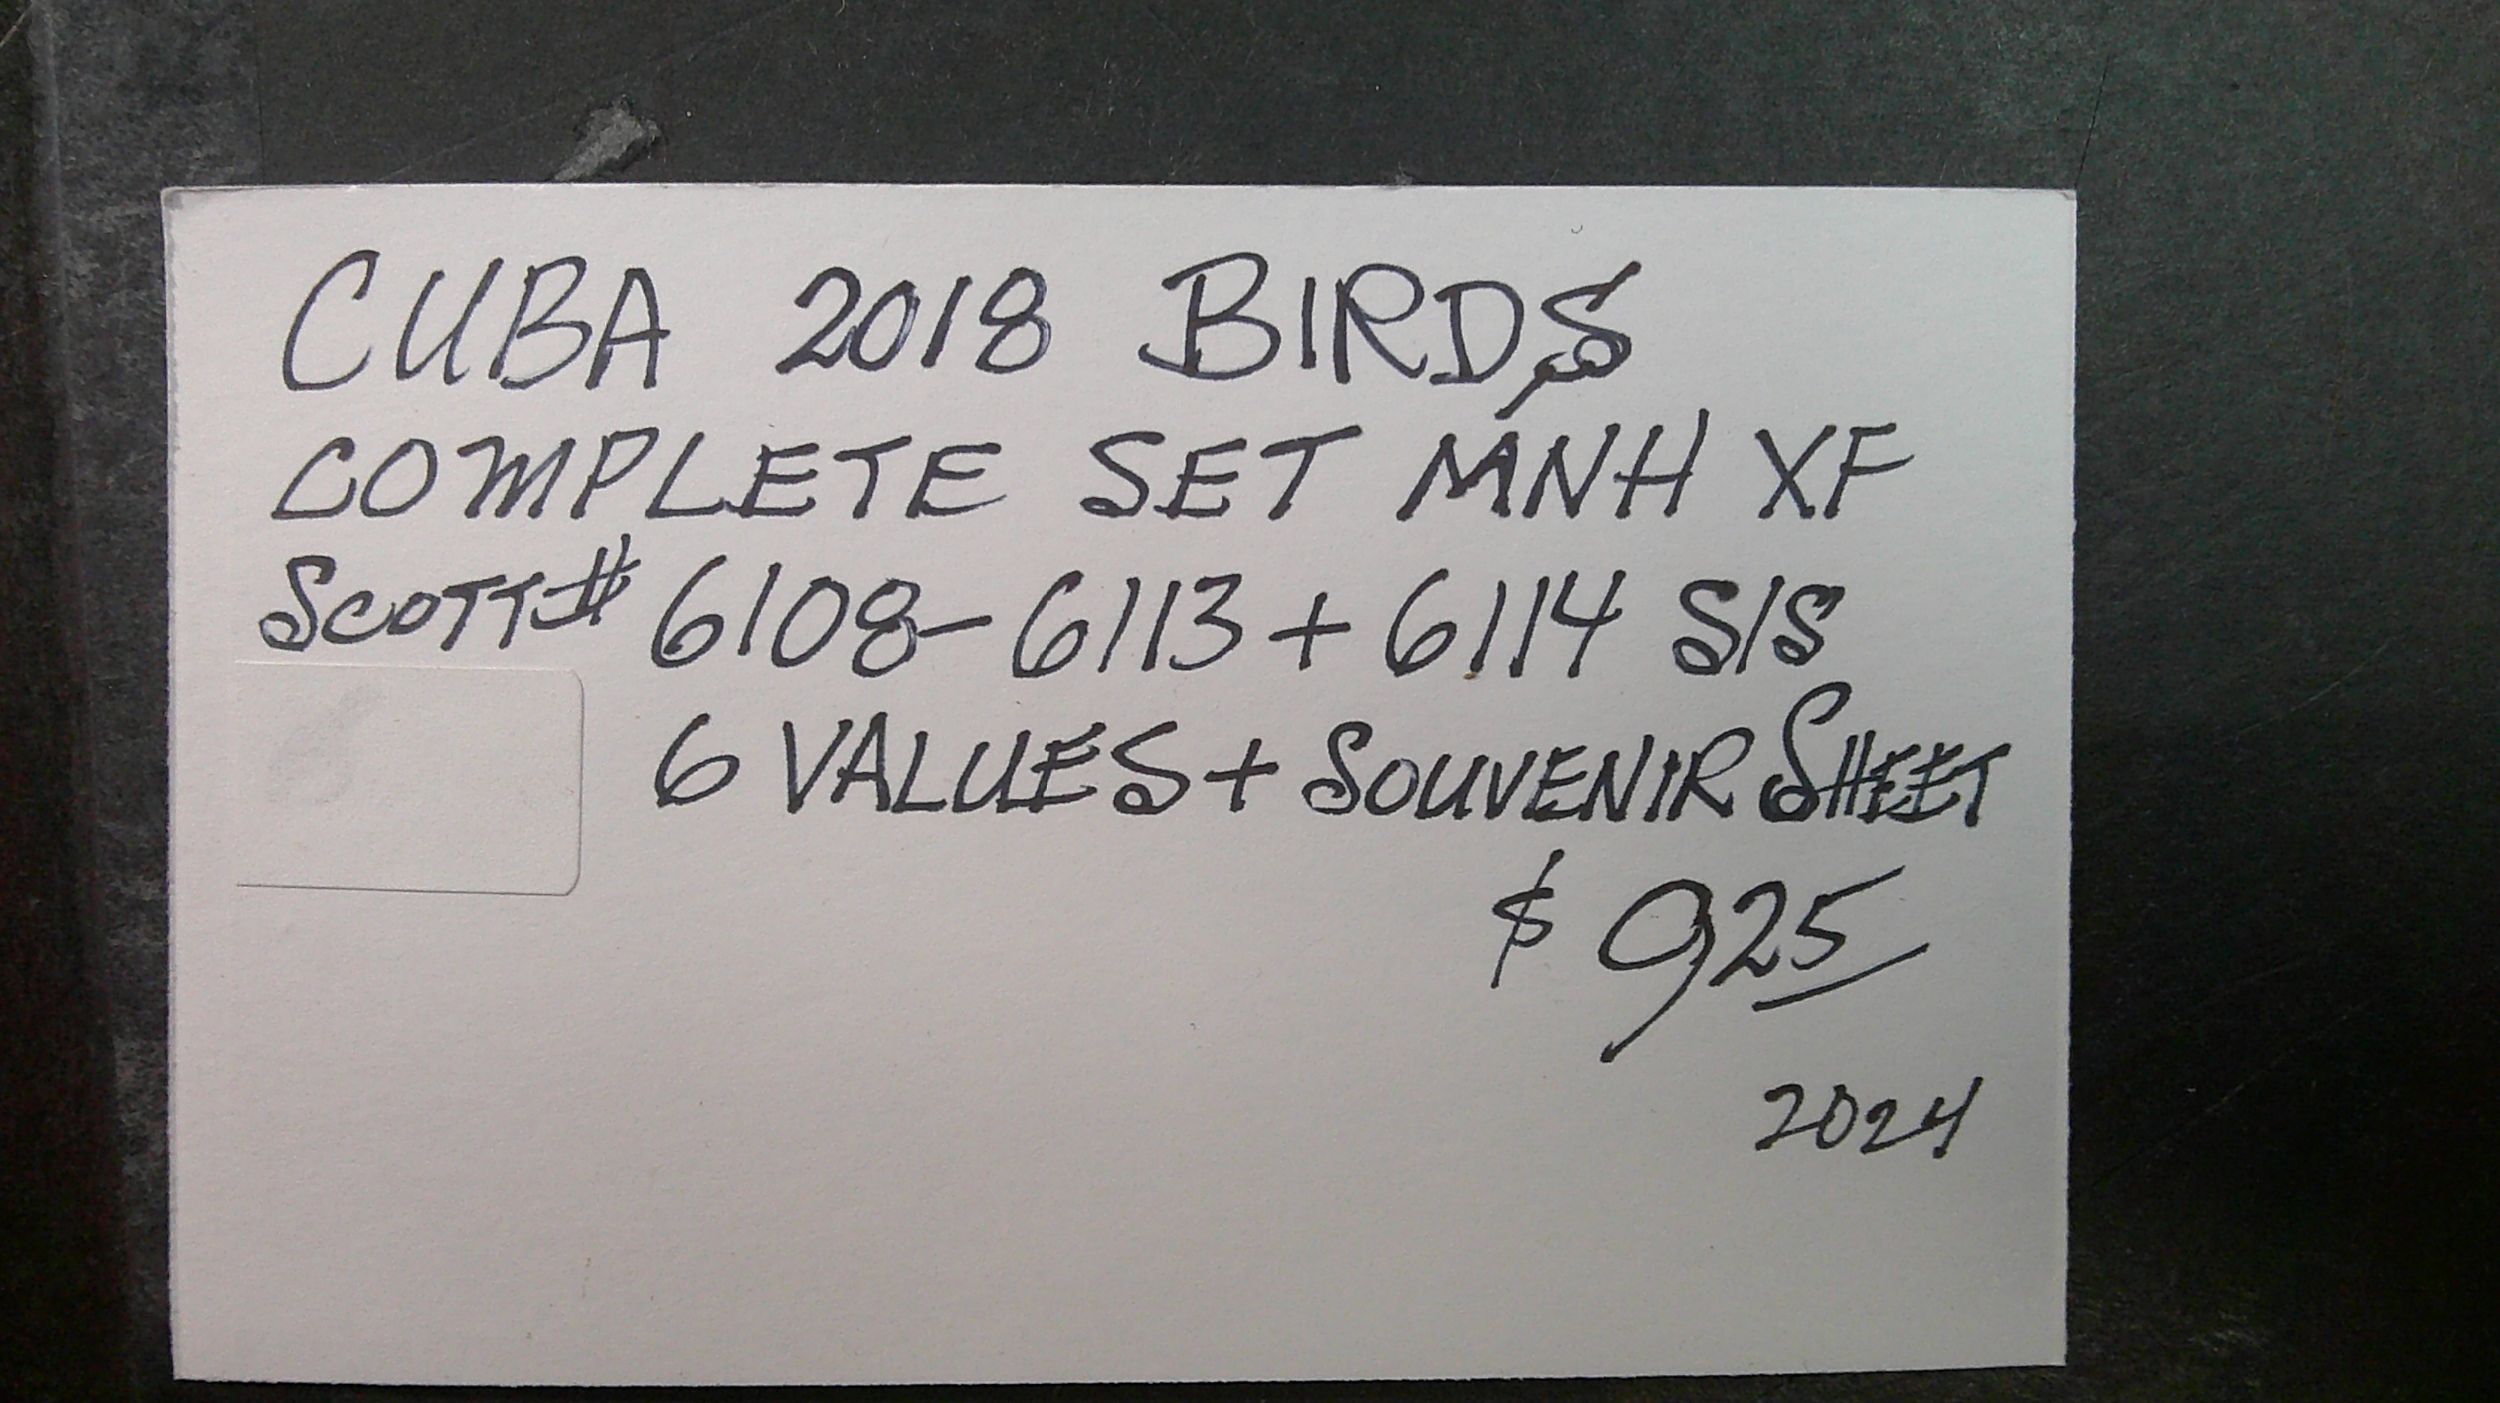 CUBA 2018 BIRDS
COMPLETE SET MNH XF
SCOTT# 6108-6113 + 6114 S/S
6 VALUES + SOUVENIR SHEET
$ 925
2024